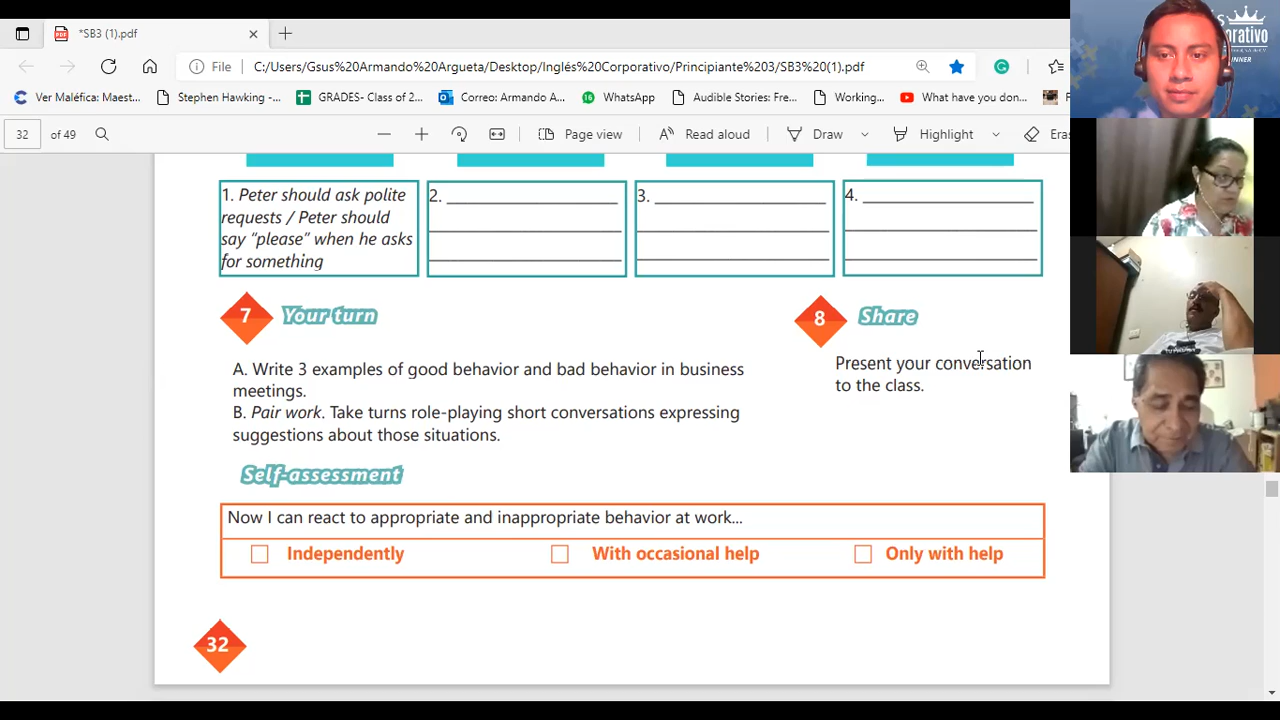 *SB3 (1).pdf
File
C:/Users/Gsus%20Armando%20Argueta/Desktop/Ingles%20Corporativo/Principiante%203/SB3%20(1).pdf
Ver Maléfica: Maest...
Stephen Hawking -...
GRADES- Class of 2...
Correo: Armando A...
16
WhatsApp
Audible Stories: Fre...
Working...
What have you don...
32
of 49
Page view
Read aloud
Draw
Highlight
Eras
1. Peter should ask polite
requests / Peter should
say “please” when he asks
for something
2.
3.
4.
7
Your turn
8
Share
A. Write 3 examples of good behavior and bad behavior in business
meetings.
B. Pair work. Take turns role-playing short conversations expressing
suggestions about those situations.
Present your conversation
to the class.
Self-assessment
Now I can react to appropriate and inappropriate behavior at work...
Independently
With occasional help
Only with help
32